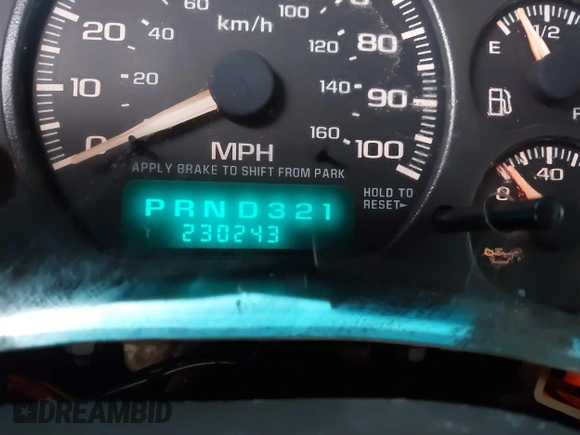 60
100
km/h
20
40
120
80
10
20
140
90
0
160
100
MPH
E
1/2
APPLY BRAKE TO SHIFT FROM PARK
HOLD TO
RESET
40
PRND321
230243
DREAMBID